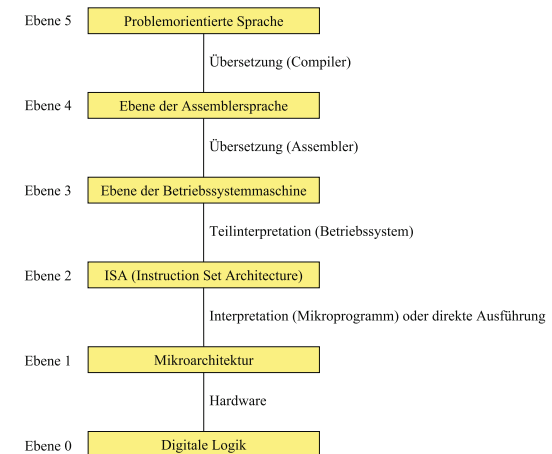 Ebene 5 Problemorientierte Sprache
Übersetzung (Compiler)
Ebene 4 Ebene der Assemblersprache
Übersetzung (Assembler)
Ebene 3 Ebene der Betriebssystemmaschine
Teilinterpretation (Betriebssystem)
Ebene 2 ISA (Instruction Set Architecture)
Interpretation (Mikroprogramm) oder direkte Ausführung
Ebene 1 Mikroarchitektur
Hardware
Ebene 0 Digitale Logik